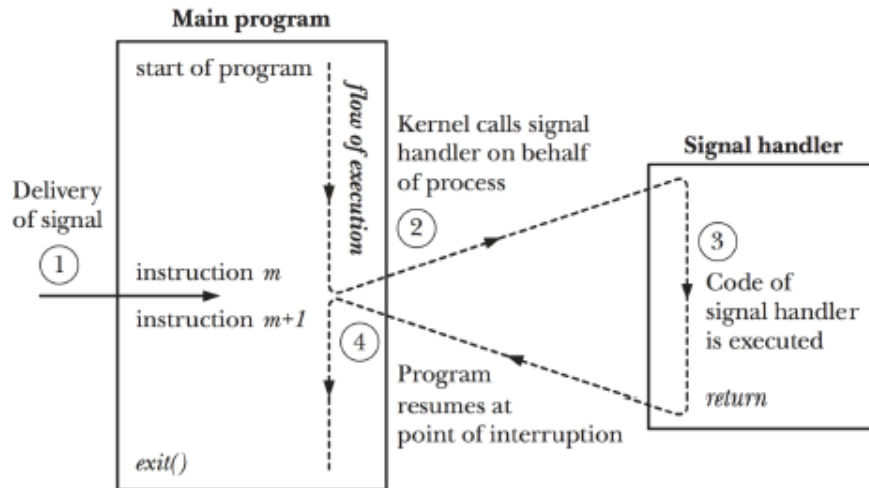 Main program
start of program
flow of execution
Kernel calls signal
handler on behalf
of process
Signal handler
Delivery
of signal
1
2
3
instruction m
instruction m+1
Code of
signal handler
is executed
4
Program
resumes at
point of interruption
return
exit()